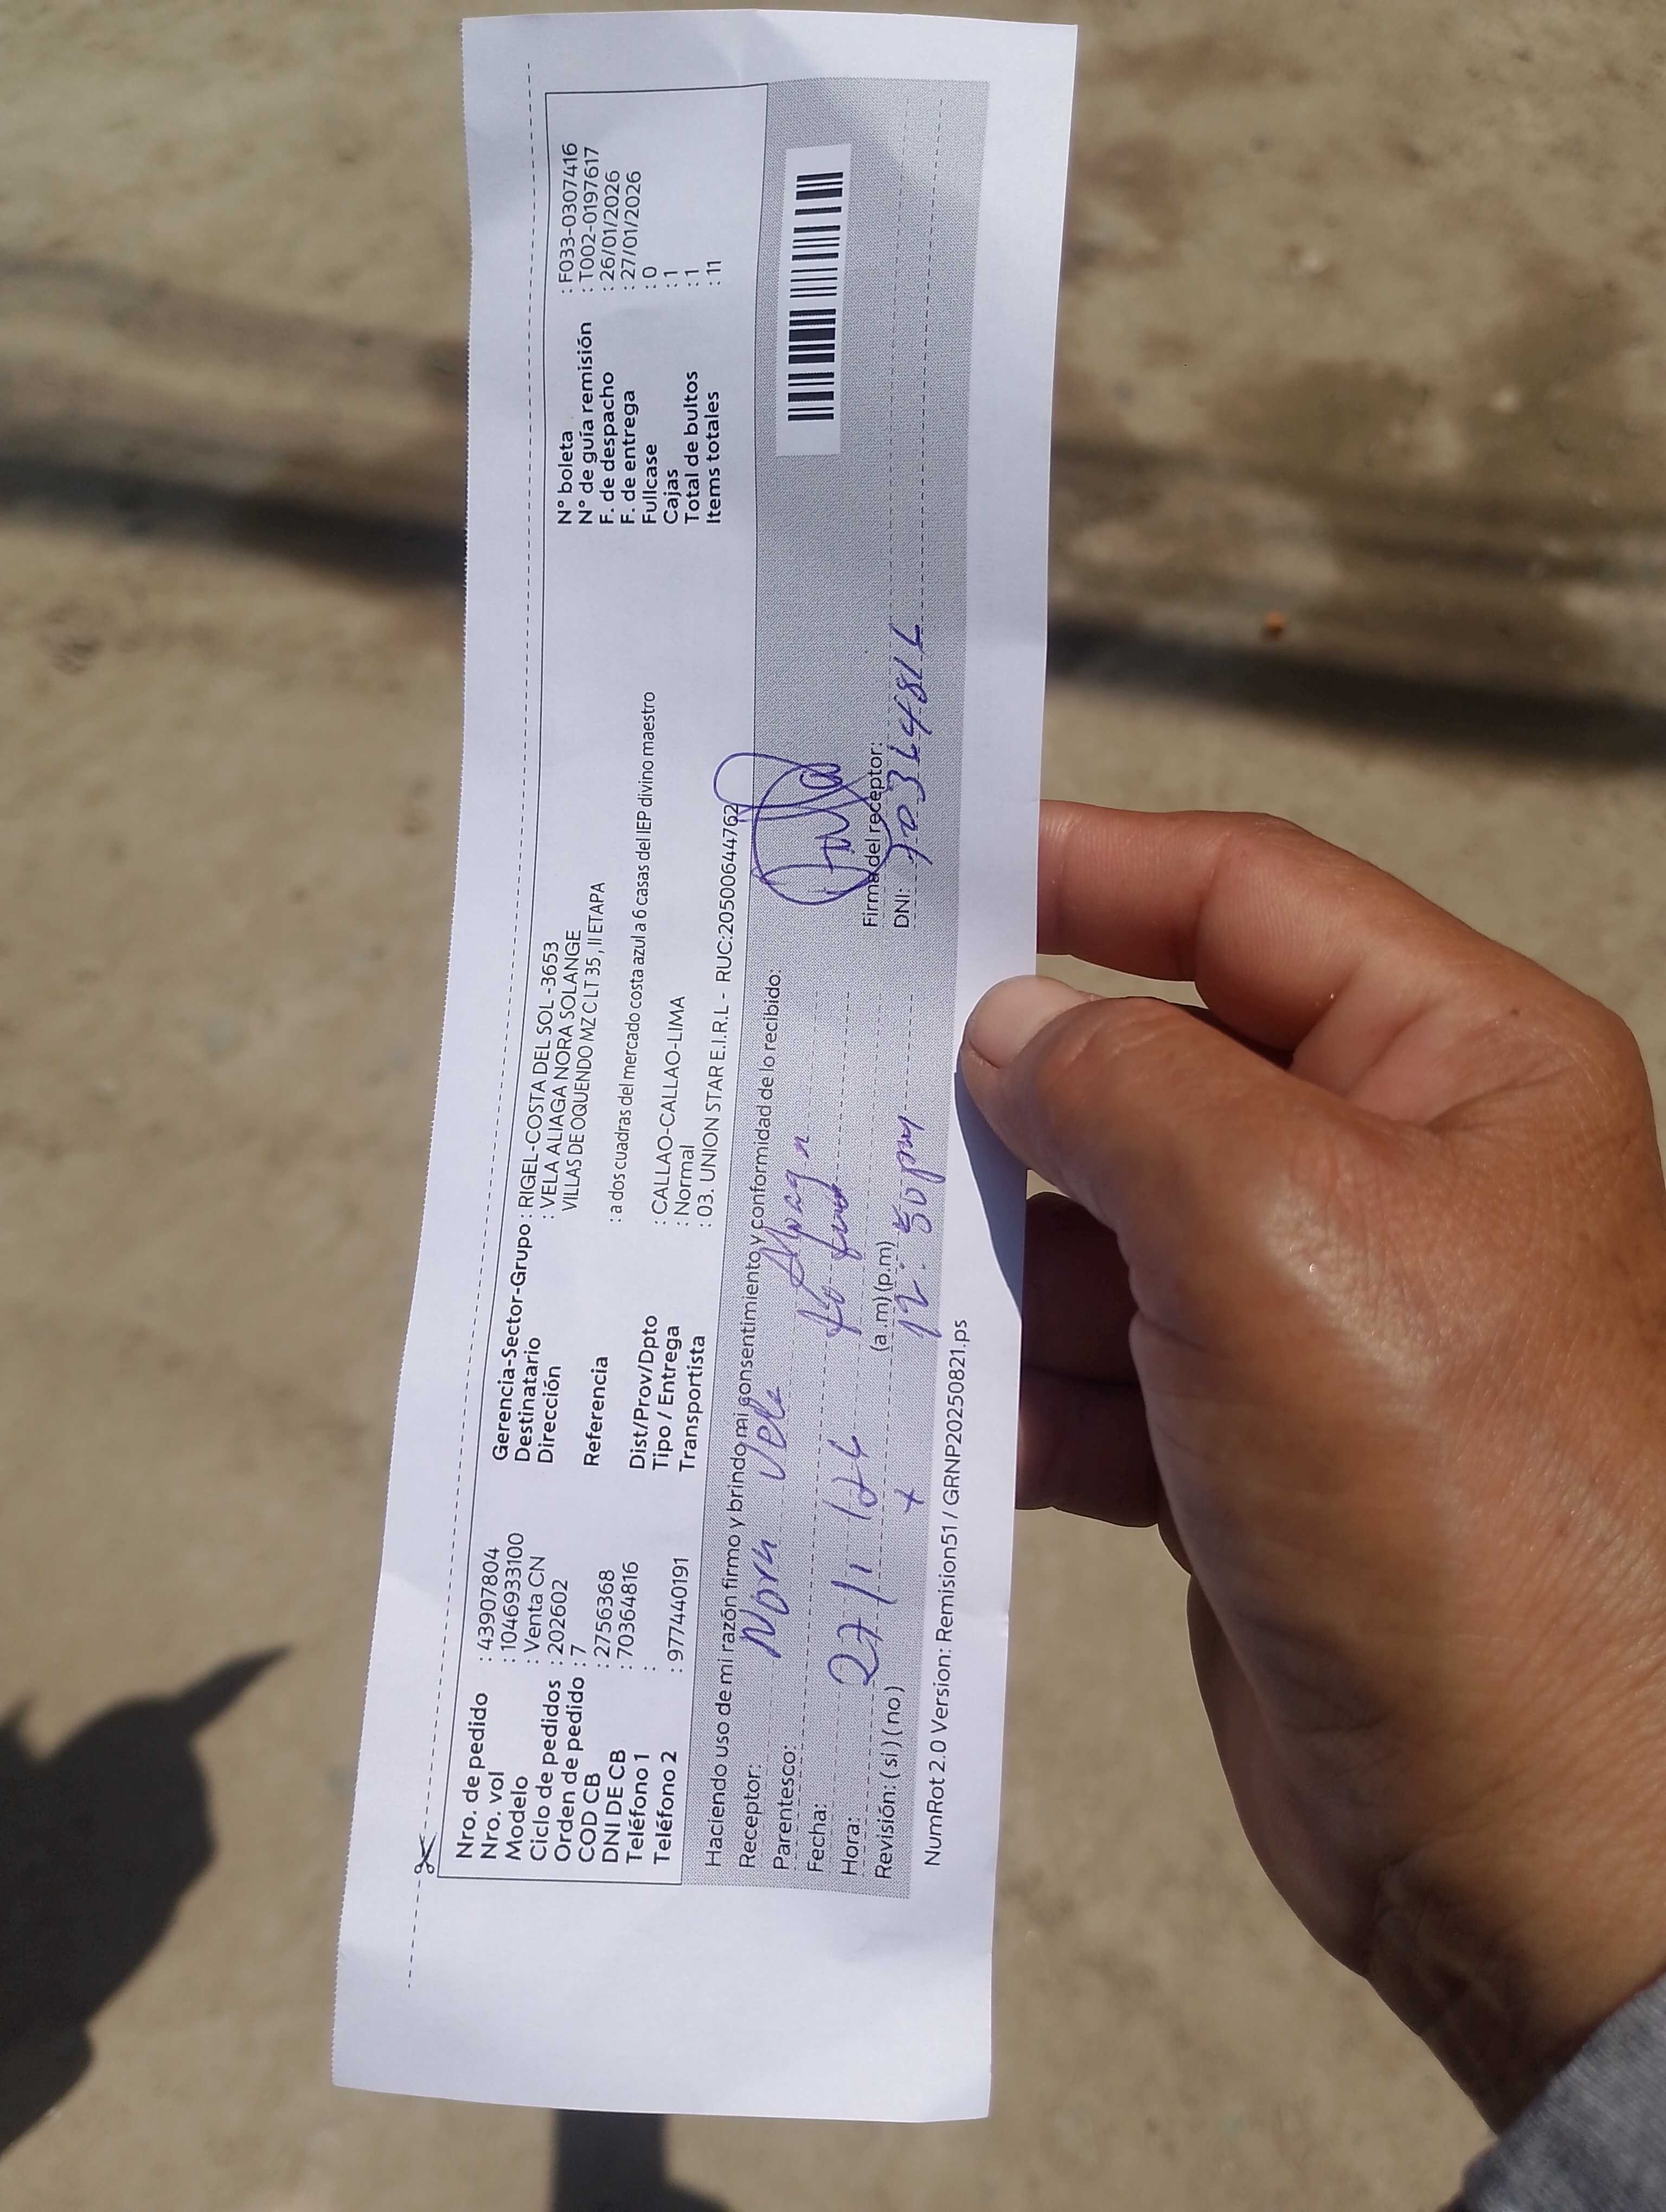 Nro. de pedido : 43907804
Nro. vol : 1046933100
Modelo : Venta CN
Ciclo de pedidos : 202602
Orden de pedido : 7
COD CB : 2756368
DNI DE CB : 70364816
Teléfono 1 :
Teléfono 2 : 977440191
Gerencia-Sector-Grupo : RIGEL-COSTA DEL SOL -3653
Destinatario : VELA ALIAGA NORA SOLANGE
Dirección VILLAS DE OQUENDO MZ C LT 35 , II ETAPA
Referencia : a dos cuadras del mercado costa azul a 6 casas del IEP divino maestro
Dist/Prov/Dpto : CALLAO-CALLAO-LIMA
Tipo / Entrega : Normal
Transportista : 03. UNION STAR E.I.R.L - RUC:20500644762
N° boleta : F033-0307416
N° de guía remisión : T002-0197617
F. de despacho : 26/01/2026
F. de entrega : 27/01/2026
Fullcase : 0
Cajas : 1
Total de bultos : 1
Items totales : 11
Haciendo uso de mi razón firmo y brindo mi consentimiento y conformidad de lo recibido:
Receptor: Nora Vela
Parentesco:
Fecha: 27/1/26
Hora: (a.m) (p.m) 12:50pm
Revisión: ( si ) ( no )
Firma del receptor:
DNI: 70364816
NumRot 2.0 Version: Remision51 / GRNP20250821.ps